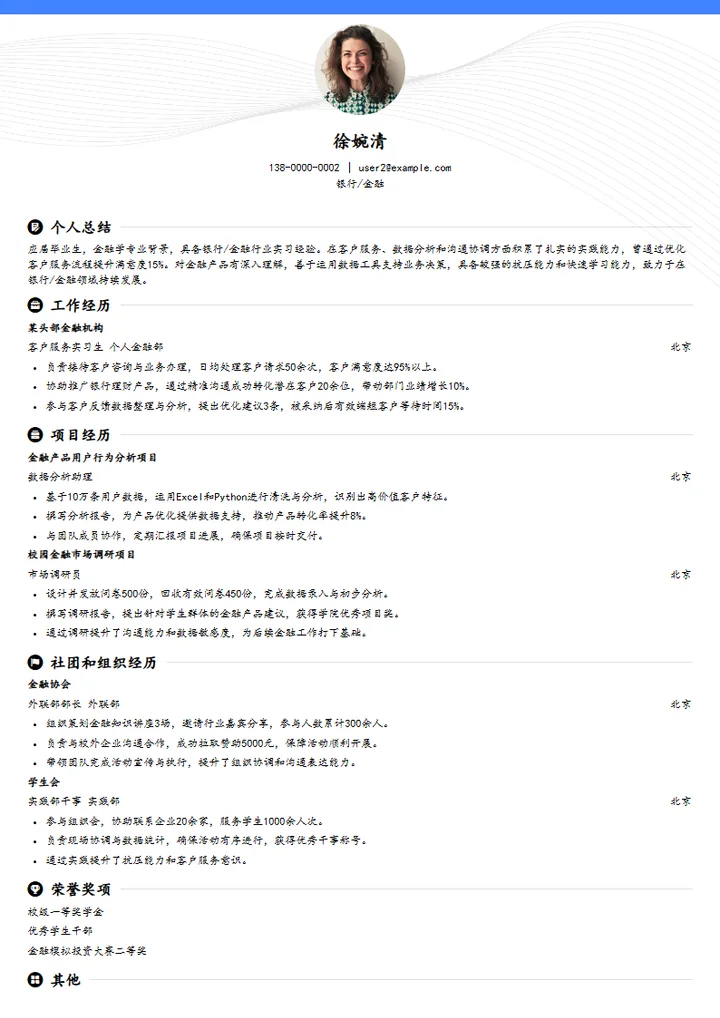 徐婉清
138-0000-0002 | user2@example.com
银行/金融
个人总结
应届毕业生，金融学专业背景，具备银行/金融行业实习经验。在客户服务、数据分析和沟通协调方面积累了扎实的实践能力，曾通过优化
客户服务流程提升满意度15%。对金融产品有深入理解，善于运用数据工具支持业务决策，具备较强的抗压能力和快速学习能力，致力于在
银行/金融领域持续发展。
工作经历
某头部金融机构
客户服务实习生 个人金融部 北京
• 负责接待客户咨询与业务办理，日均处理客户请求50余次，客户满意度达95%以上。
• 协助推广银行理财产品，通过精准沟通成功转化潜在客户20余位，带动部门业绩增长10%。
• 参与客户反馈数据整理与分析，提出优化建议3条，被采纳后有效缩短客户等待时间15%。
项目经历
金融产品用户行为分析项目
数据分析助理 北京
• 基于10万条用户数据，运用Excel和Python进行清洗与分析，识别出高价值客户特征。
• 撰写分析报告，为产品优化提供数据支持，推动产品转化率提升8%。
• 与团队成员协作，定期汇报项目进展，确保项目按时交付。
校园金融市场调研项目
市场调研员 北京
• 设计并发放问卷500份，回收有效问卷450份，完成数据录入与初步分析。
• 撰写调研报告，提出针对学生群体的金融产品建议，获得学院优秀项目奖。
• 通过调研提升了沟通能力和数据敏感度，为后续金融工作打下基础。
社团和组织经历
金融协会
外联部部长 外联部 北京
• 组织策划金融知识讲座3场，邀请行业嘉宾分享，参与人数累计300余人。
• 负责与校外企业沟通合作，成功拉取赞助5000元，保障活动顺利开展。
• 带领团队完成活动宣传与执行，提升了组织协调和沟通表达能力。
学生会
实践部干事 实践部 北京
• 参与组织会，协助联系企业20余家，服务学生1000余人次。
• 负责现场协调与数据统计，确保活动有序进行，获得优秀干事称号。
• 通过实践提升了抗压能力和客户服务意识。
荣誉奖项
校级一等奖学金
优秀学生干部
金融模拟投资大赛二等奖
其他